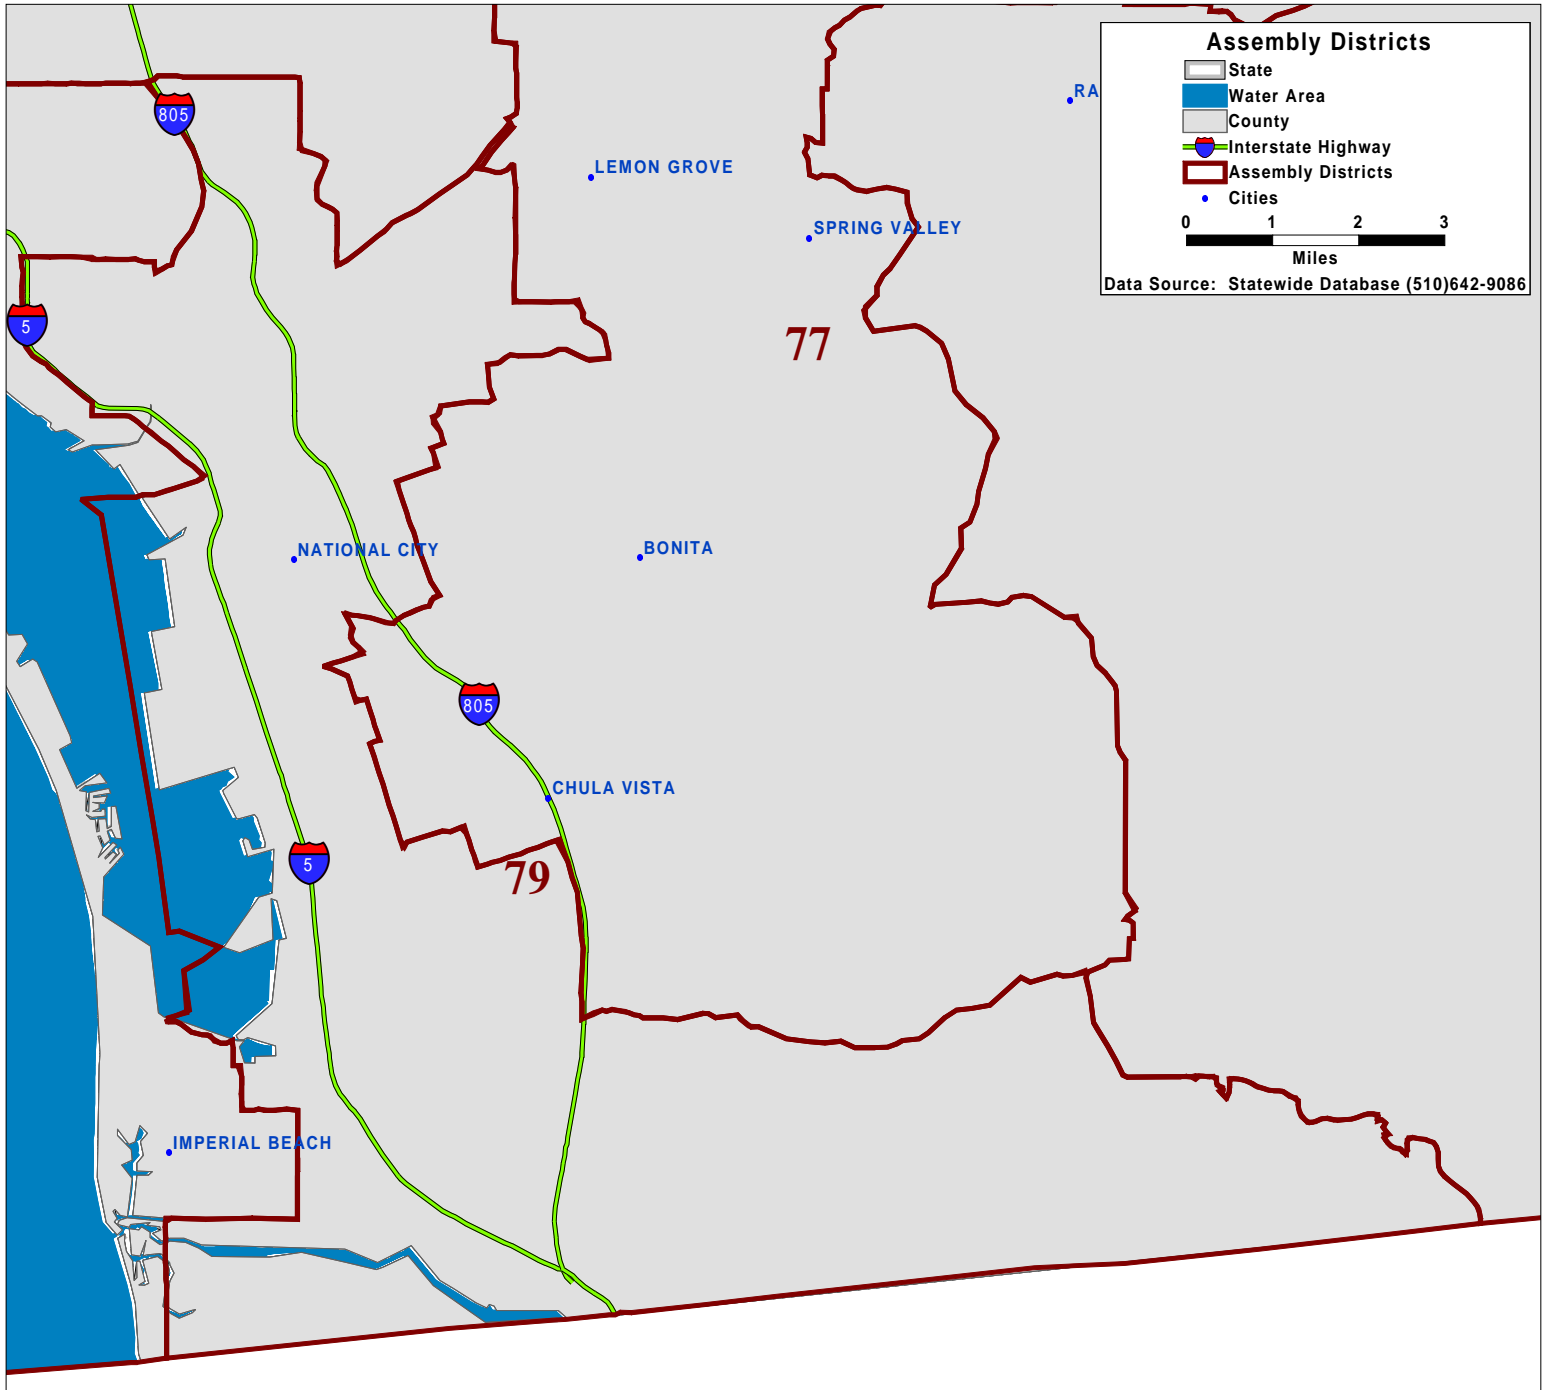 Assembly Districts
State
Water Area
County
Interstate Highway
Assembly Districts
Cities
0 1 2 3
Miles
Data Source: Statewide Database (510)642-9086
RA
805
LEMON GROVE
SPRING VALLEY
5
77
NATIONAL CITY
BONITA
805
CHULA VISTA
5
79
IMPERIAL BEACH